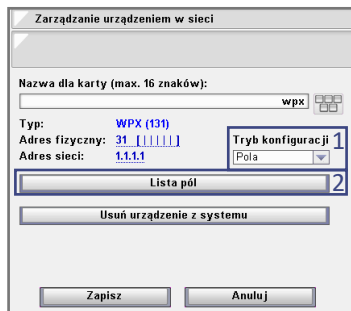 Zarządzanie urządzeniem w sieci
Nazwa dla karty (max. 16 znaków):
wpx
Typ: WPX (131)
Adres fizyczny: 31 [||||||]
Adres sieci: 1.1.1.1
Tryb konfiguracji 1
Pola
Lista pól 2
Usuń urządzenie z systemu
Zapisz Anuluj